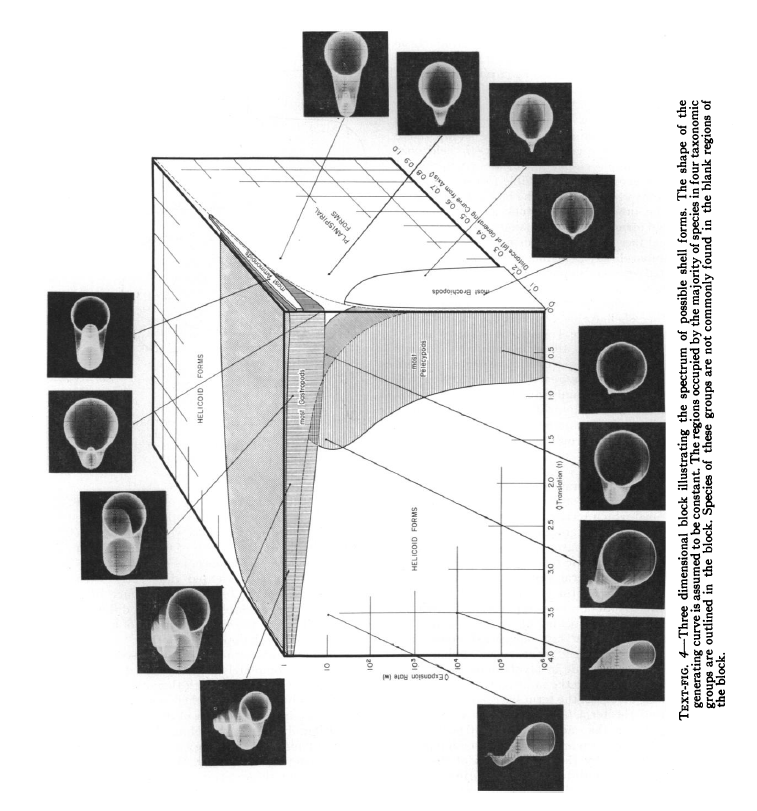 HELICOID FORMS
PLANISPIRAL
FORMS
most Ammonoids
most Gastropods
most
Pelecypods
most Brachiopods
HELICOID FORMS
Distance (d) of Generating Curve from Axis
0
0.1
0.2
0.3
0.4
0.5
0.6
0.7
0.8
0.9
1.0
Translation (t)
4.0
3.5
3.0
2.5
2.0
1.5
1.0
0.5
0
Expansion Rate (w)
1
10
10²
10³
10⁴
10⁵
10⁶
TEXT-FIG. 4—Three dimensional block illustrating the spectrum of possible shell forms. The shape of the
generating curve is assumed to be constant. The regions occupied by the majority of species in four taxonomic
groups are outlined in the block. Species of these groups are not commonly found in the blank regions of
the block.